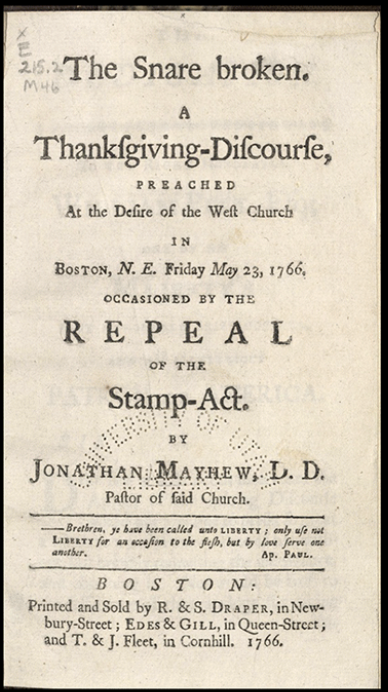 x
E
215.2
M46
The Snare broken.
A
Thankſgiving-Diſcourſe,
PREACHED
At the Deſire of the Weſt Church
IN
BOSTON, N. E. Friday May 23, 1766.
OCCASIONED BY THE
REPEAL
OF THE
Stamp-Act.
BY
JONATHAN MAYHEW, D. D.
Paſtor of ſaid Church.
——Brethren, ye have been called unto LIBERTY; only uſe not
LIBERTY for an occaſion to the fleſh, but by love ſerve one
another. Ap. PAUL.
BOSTON:
Printed and Sold by R. & S. DRAPER, in New-
bury-Street; EDES & GILL, in Queen-Street;
and T. & J. Fleet, in Cornhill. 1766.